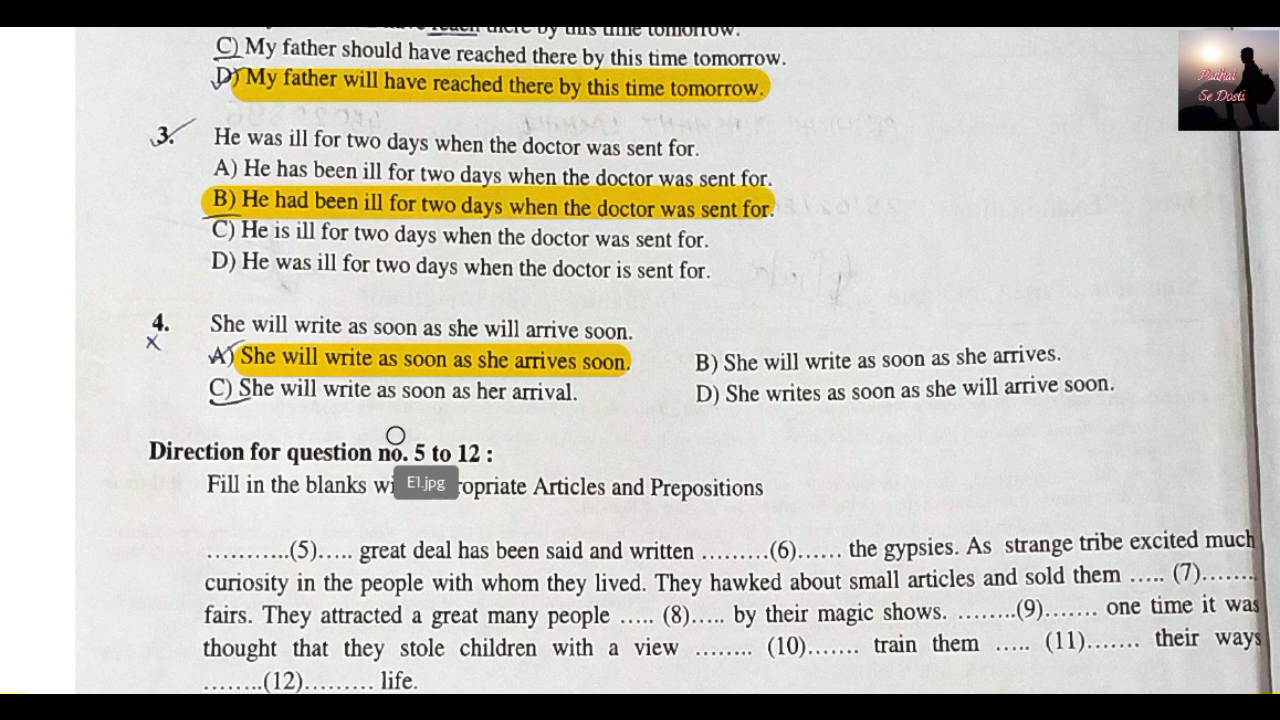 there by this time tomorrow.
C) My father should have reached there by this time tomorrow.
D) My father will have reached there by this time tomorrow.
Padhai
Se Dosti
3. He was ill for two days when the doctor was sent for.
A) He has been ill for two days when the doctor was sent for.
B) He had been ill for two days when the doctor was sent for.
C) He is ill for two days when the doctor was sent for.
D) He was ill for two days when the doctor is sent for.
4. She will write as soon as she will arrive soon.
x
A) She will write as soon as she arrives soon. B) She will write as soon as she arrives.
C) She will write as soon as her arrival. D) She writes as soon as she will arrive soon.
Direction for question no. 5 to 12 :
Fill in the blanks wi E1.jpg ropriate Articles and Prepositions
...........(5)..... great deal has been said and written .........(6)...... the gypsies. As strange tribe excited much
curiosity in the people with whom they lived. They hawked about small articles and sold them ..... (7)........
fairs. They attracted a great many people ..... (8)..... by their magic shows. ........(9)....... one time it was
thought that they stole children with a view ........ (10)....... train them ..... (11)....... their ways
........(12)......... life.